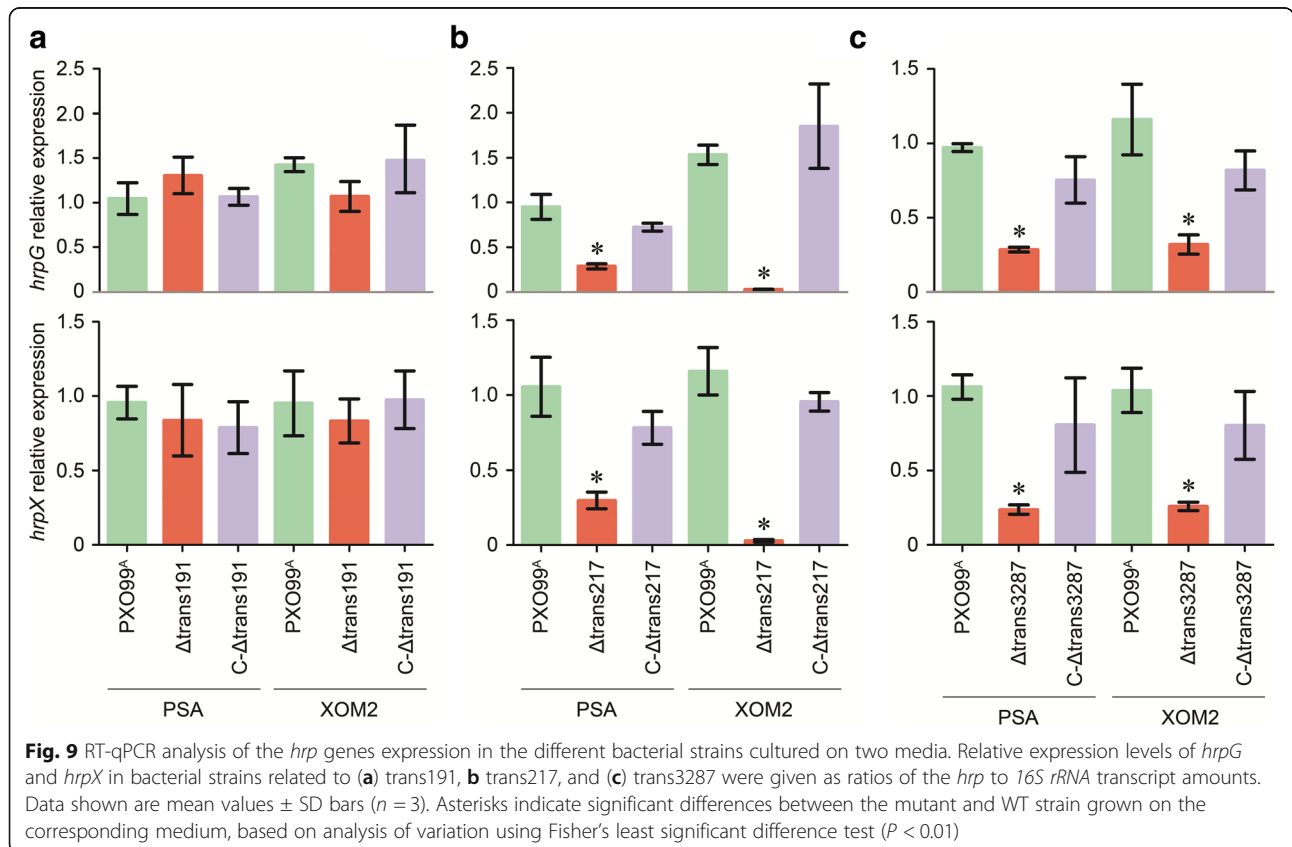 a
b
c
hrpG relative expression
2.5
2.0
1.5
1.0
0.5
0
2.5
2.0
1.5
1.0
0.5
0
*
*
1.5
1.0
0.5
0
*
*
hrpX relative expression
1.5
1.0
0.5
0
1.5
1.0
0.5
0
*
*
1.5
1.0
0.5
0
*
*
PXO99ᴬ
Δtrans191
C-Δtrans191
PXO99ᴬ
Δtrans191
C-Δtrans191
PXO99ᴬ
Δtrans217
C-Δtrans217
PXO99ᴬ
Δtrans217
C-Δtrans217
PXO99ᴬ
Δtrans3287
C-Δtrans3287
PXO99ᴬ
Δtrans3287
C-Δtrans3287
PSA
XOM2
PSA
XOM2
PSA
XOM2
Fig. 9 RT-qPCR analysis of the hrp genes expression in the different bacterial strains cultured on two media. Relative expression levels of hrpG
and hrpX in bacterial strains related to (a) trans191, b trans217, and (c) trans3287 were given as ratios of the hrp to 16S rRNA transcript amounts.
Data shown are mean values ± SD bars (n = 3). Asterisks indicate significant differences between the mutant and WT strain grown on the
corresponding medium, based on analysis of variation using Fisher's least significant difference test (P < 0.01)